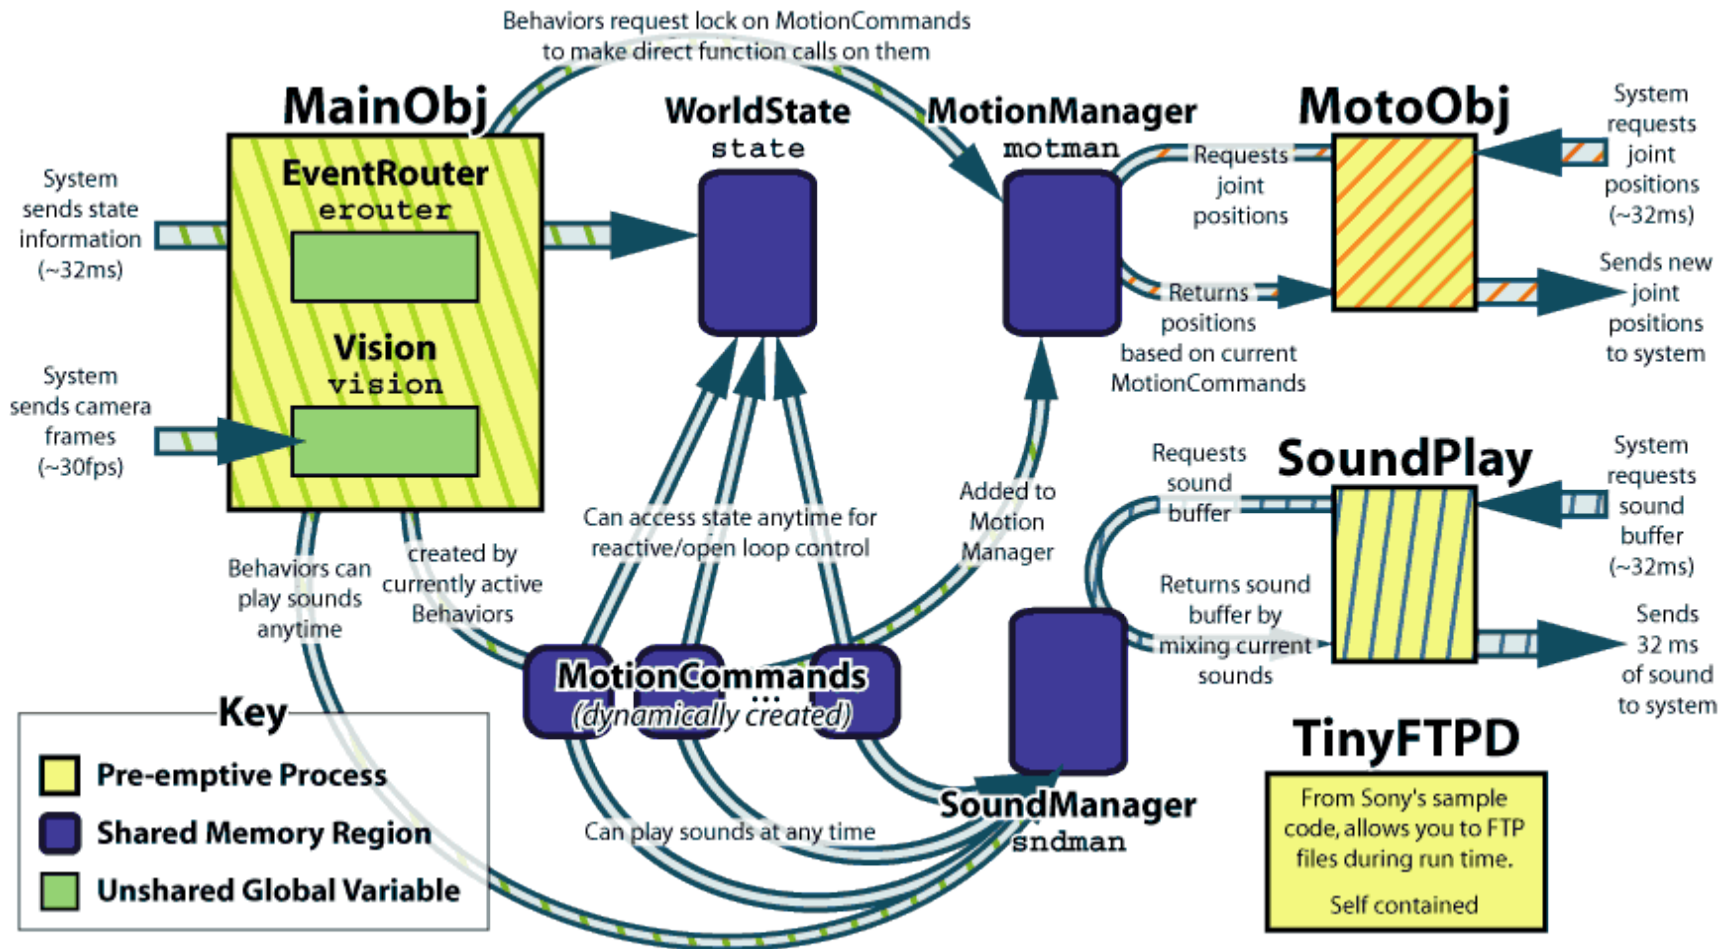 Behaviors request lock on MotionCommands
to make direct function calls on them
MainObj
EventRouter
erouter
Vision
vision
System
sends state
information
(~32ms)
System
sends camera
frames
(~30fps)
WorldState
state
MotionManager
motman
Requests
joint
positions
Returns
positions
based on current
MotionCommands
MotoObj
System
requests
joint
positions
(~32ms)
Sends new
joint
positions
to system
Behaviors can
play sounds
anytime
created by
currently active
Behaviors
Can access state anytime for
reactive/open loop control
Added to
Motion
Manager
Requests
sound
buffer
Returns sound
buffer by
mixing current
sounds
SoundPlay
System
requests
sound
buffer
(~32ms)
Sends
32 ms
of sound
to system
MotionCommands
...
(dynamically created)
Can play sounds at any time
SoundManager
sndman
TinyFTPD
From Sony's sample
code, allows you to FTP
files during run time.
Self contained
Key
Pre-emptive Process
Shared Memory Region
Unshared Global Variable